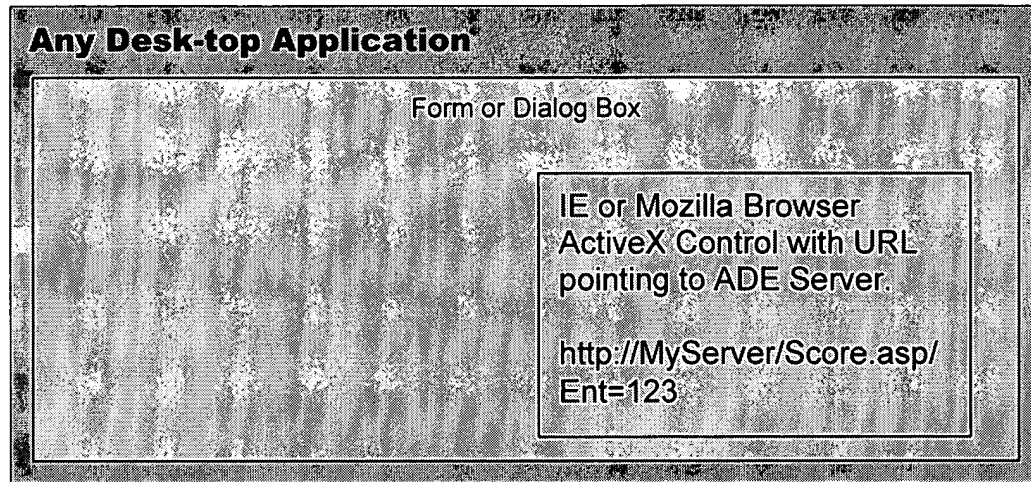 Any Desk-top Application
Form or Dialog Box
IE or Mozilla Browser
ActiveX Control with URL
pointing to ADE Server.
http://MyServer/Score.asp/
Ent=123